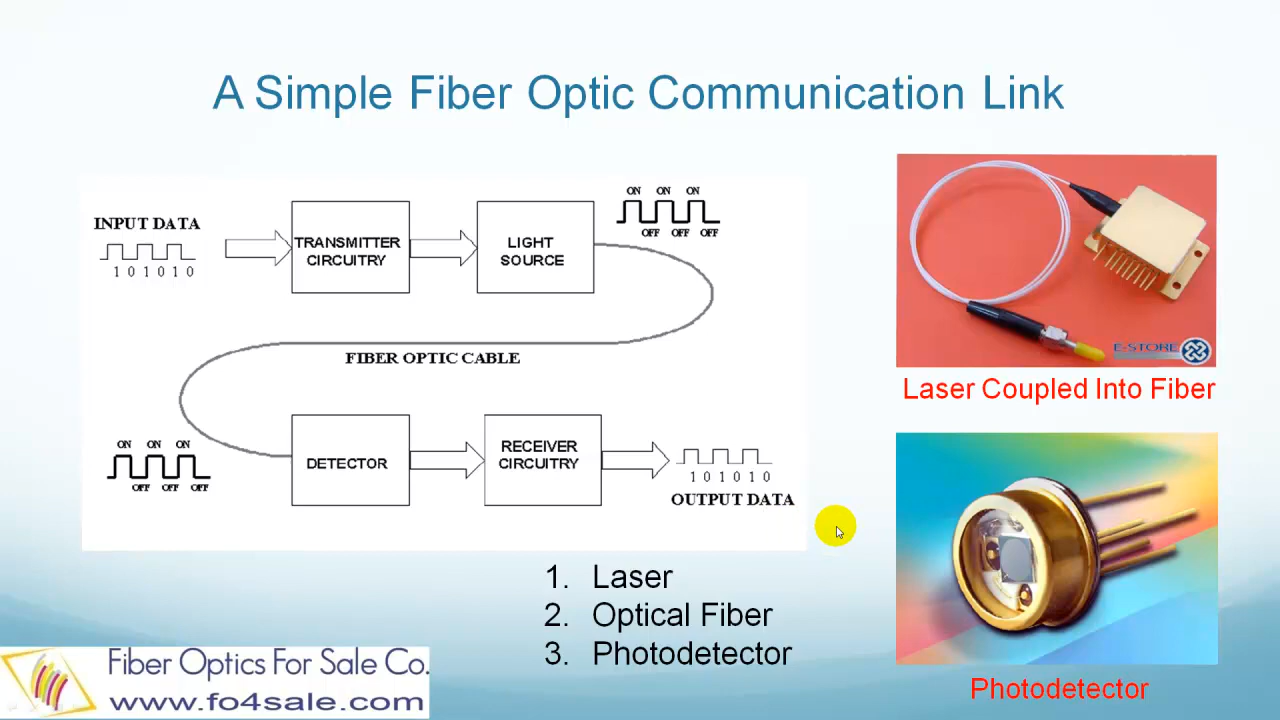 A Simple Fiber Optic Communication Link
INPUT DATA
1 0 1 0 1 0
TRANSMITTER
CIRCUITRY
LIGHT
SOURCE
ON ON ON
OFF OFF OFF
FIBER OPTIC CABLE
ON ON ON
OFF OFF OFF
DETECTOR
RECEIVER
CIRCUITRY
1 0 1 0 1 0
OUTPUT DATA
E-STORE
Laser Coupled Into Fiber
Photodetector
1. Laser
2. Optical Fiber
3. Photodetector
Fiber Optics For Sale Co.
www.fo4sale.com